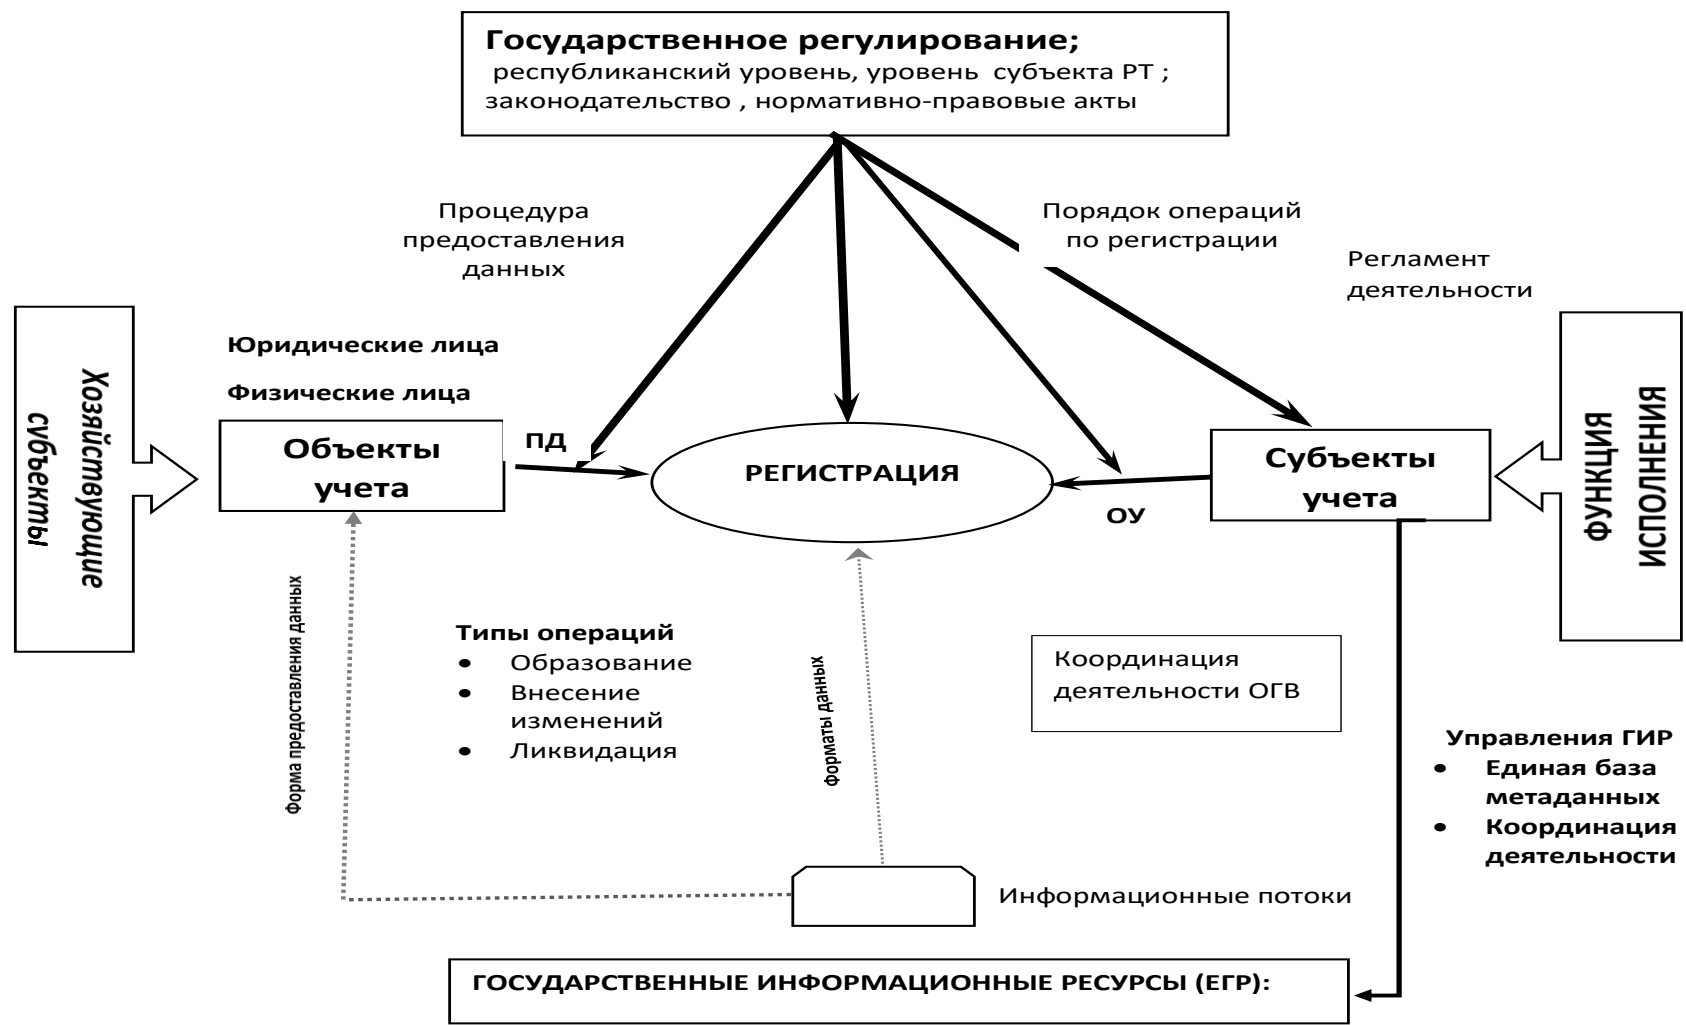 Государственное регулирование;
республиканский уровень, уровень субъекта РТ ;
законодательство , нормативно-правовые акты
Процедура
предоставления
данных
Порядок операций
по регистрации
Регламент
деятельности
Хозяйствующие
субъекты
Юридические лица
Физические лица
Объекты
учета
ПД
РЕГИСТРАЦИЯ
ОУ
Субъекты
учета
ФУНКЦИЯ
ИСПОЛНЕНИЯ
Форма предоставления данных
Типы операций
• Образование
• Внесение
изменений
• Ликвидация
Форматы данных
Координация
деятельности ОГВ
Управления ГИР
• Единая база
метаданных
• Координация
деятельности
Информационные потоки
ГОСУДАРСТВЕННЫЕ ИНФОРМАЦИОННЫЕ РЕСУРСЫ (ЕГР):